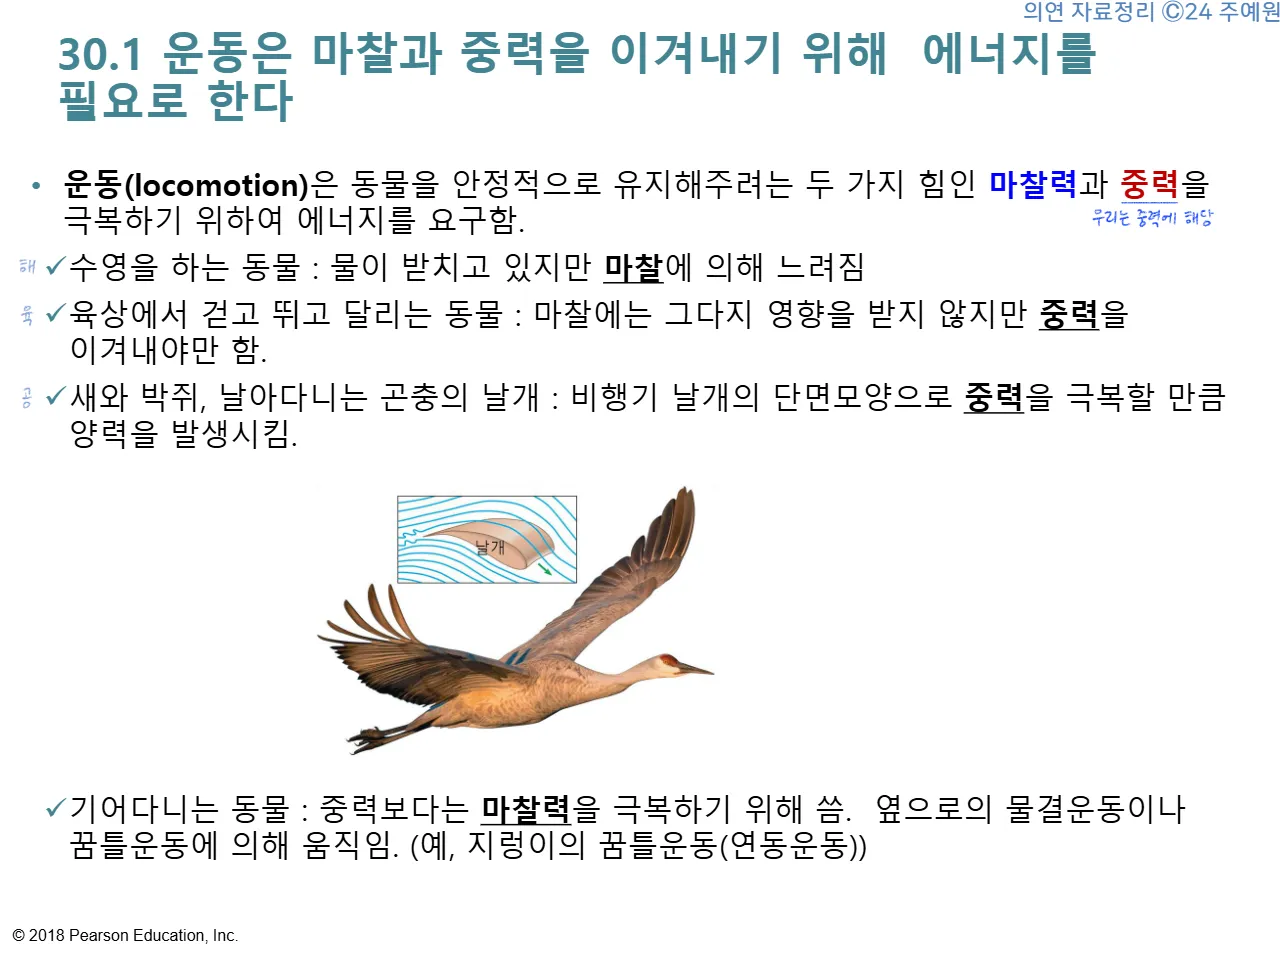 의연 자료정리 ©24 주예원
30.1 운동은 마찰과 중력을 이겨내기 위해 에너지를
필요로 한다
• 운동(locomotion)은 동물을 안정적으로 유지해주려는 두 가지 힘인 마찰력과 중력을
극복하기 위하여 에너지를 요구함.
우리는 중력에 해당
해 ✓수영을 하는 동물 : 물이 받치고 있지만 마찰에 의해 느려짐
육 ✓육상에서 걷고 뛰고 달리는 동물 : 마찰에는 그다지 영향을 받지 않지만 중력을
이겨내야만 함.
공 ✓새와 박쥐, 날아다니는 곤충의 날개 : 비행기 날개의 단면모양으로 중력을 극복할 만큼
양력을 발생시킴.
날개
✓기어다니는 동물 : 중력보다는 마찰력을 극복하기 위해 씀. 옆으로의 물결운동이나
꿈틀운동에 의해 움직임. (예, 지렁이의 꿈틀운동(연동운동))
© 2018 Pearson Education, Inc.